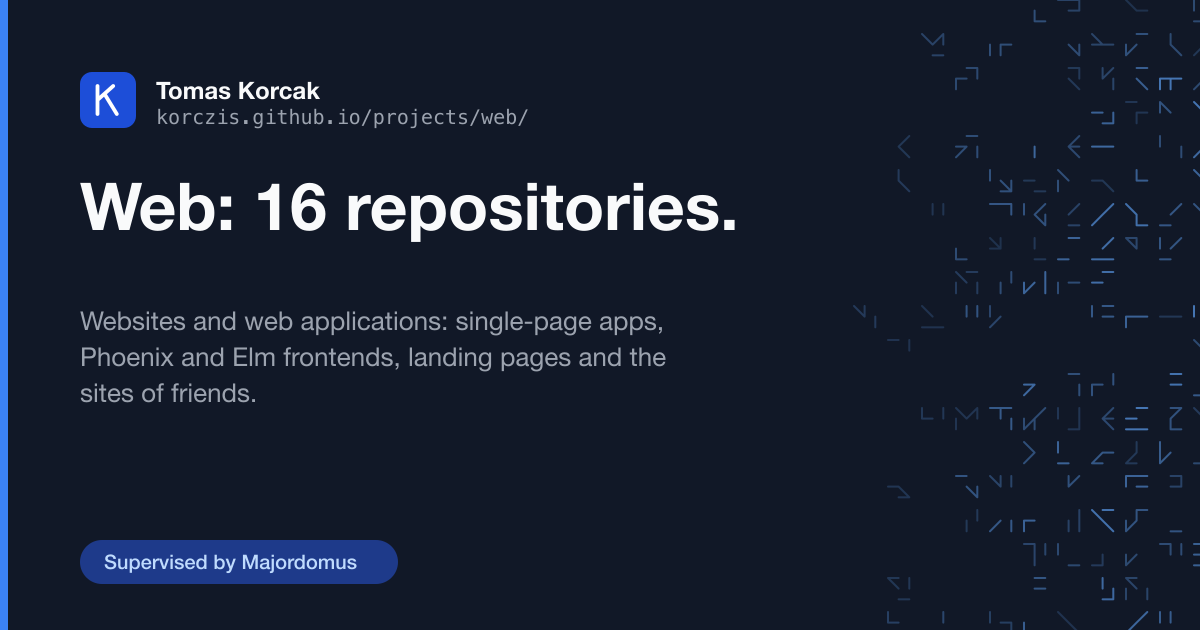 K
Tomas Korcak
korczis.github.io/projects/web/
Web: 16 repositories.
Websites and web applications: single-page apps,
Phoenix and Elm frontends, landing pages and the
sites of friends.
Supervised by Majordomus